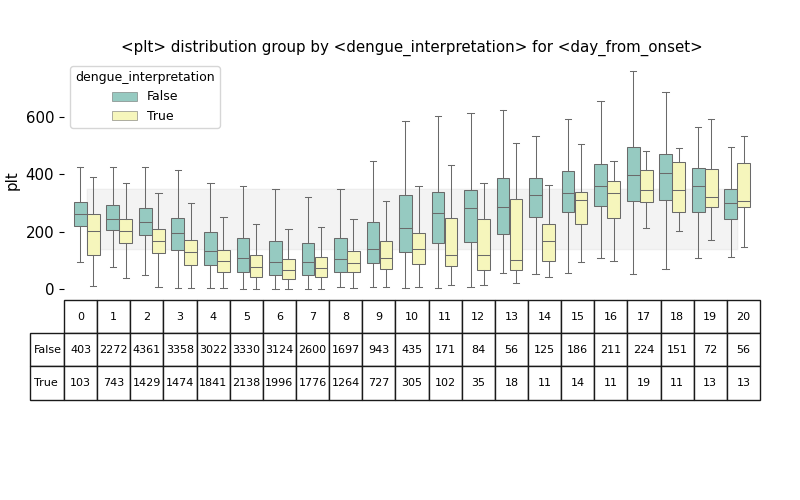 <plt> distribution group by <dengue_interpretation> for <day_from_onset>
dengue_interpretation
False
True
plt
600
400
200
0
0 1 2 3 4 5 6 7 8 9 10 11 12 13 14 15 16 17 18 19 20
False 403 2272 4361 3358 3022 3330 3124 2600 1697 943 435 171 84 56 125 186 211 224 151 72 56
True 103 743 1429 1474 1841 2138 1996 1776 1264 727 305 102 35 18 11 14 11 19 11 13 13